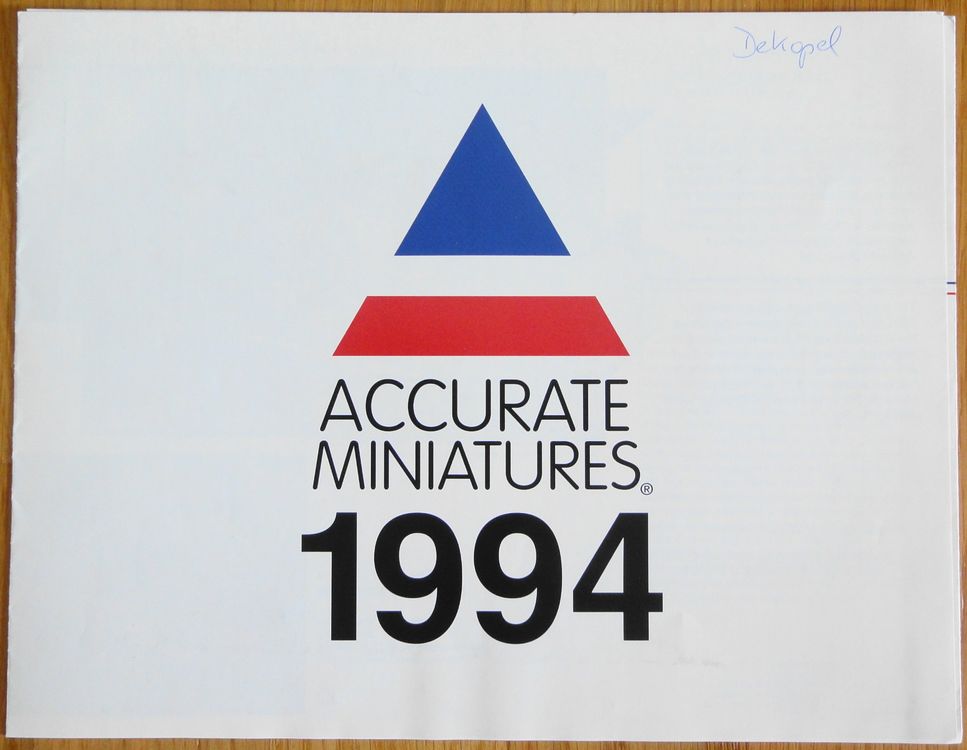 Dekopel
ACCURATE
MINIATURES®
1994